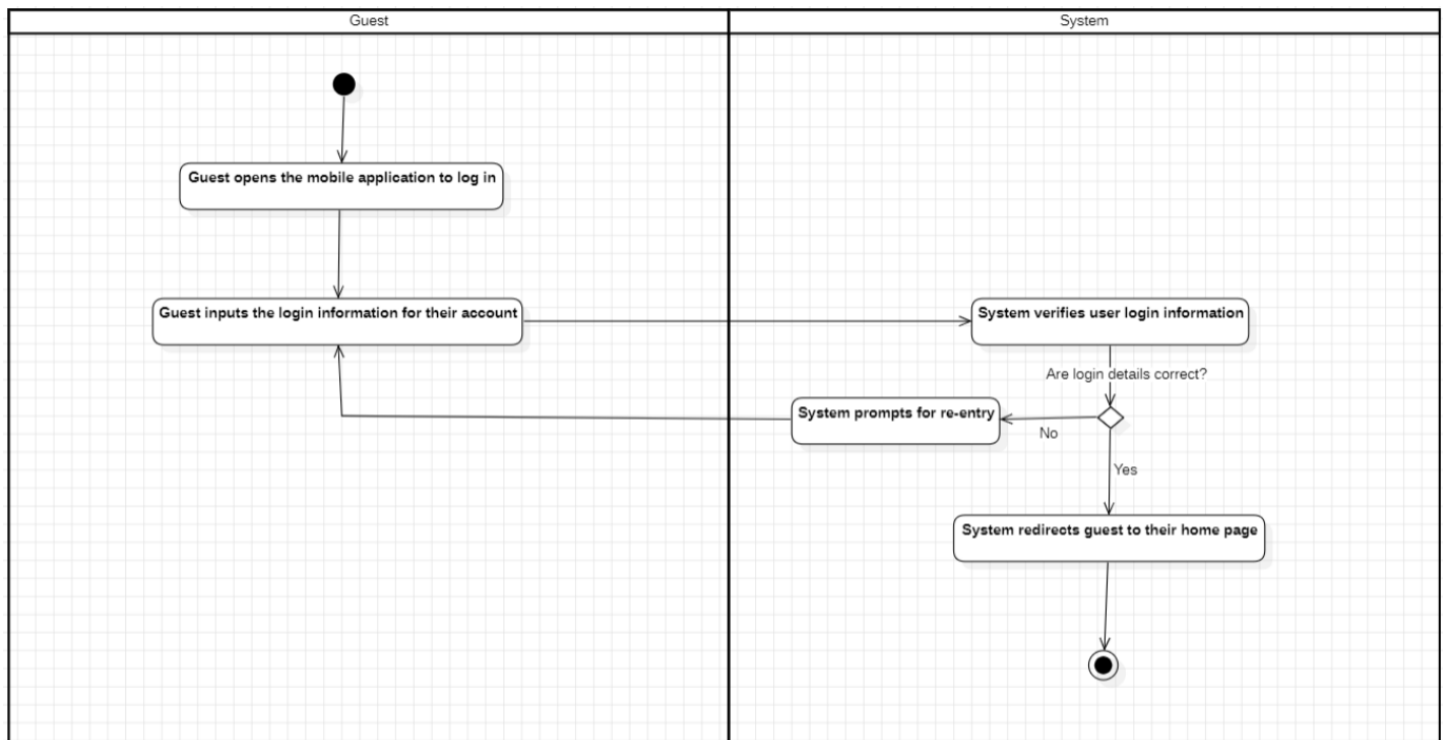 Guest
System
Guest opens the mobile application to log in
Guest inputs the login information for their account
System verifies user login information
Are login details correct?
System prompts for re-entry
No
Yes
System redirects guest to their home page